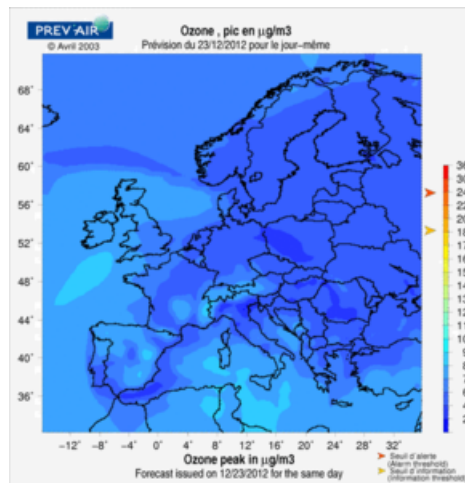 PREV'AIR
© Avril 2003
Ozone , pic en µg/m3
Prévision du 23/12/2012 pour le jour-même
68˚
64˚
60˚
56˚
52˚
48˚
44˚
40˚
36˚
−12˚ −8˚ −4˚ 0˚ 4˚ 8˚ 12˚ 16˚ 20˚ 24˚ 28˚ 32˚
Ozone peak in µg/m3
Forecast issued on 12/23/2012 for the same day
Seuil d'alerte
(Alarm threshold)
Seuil d'information
(Information threshold)